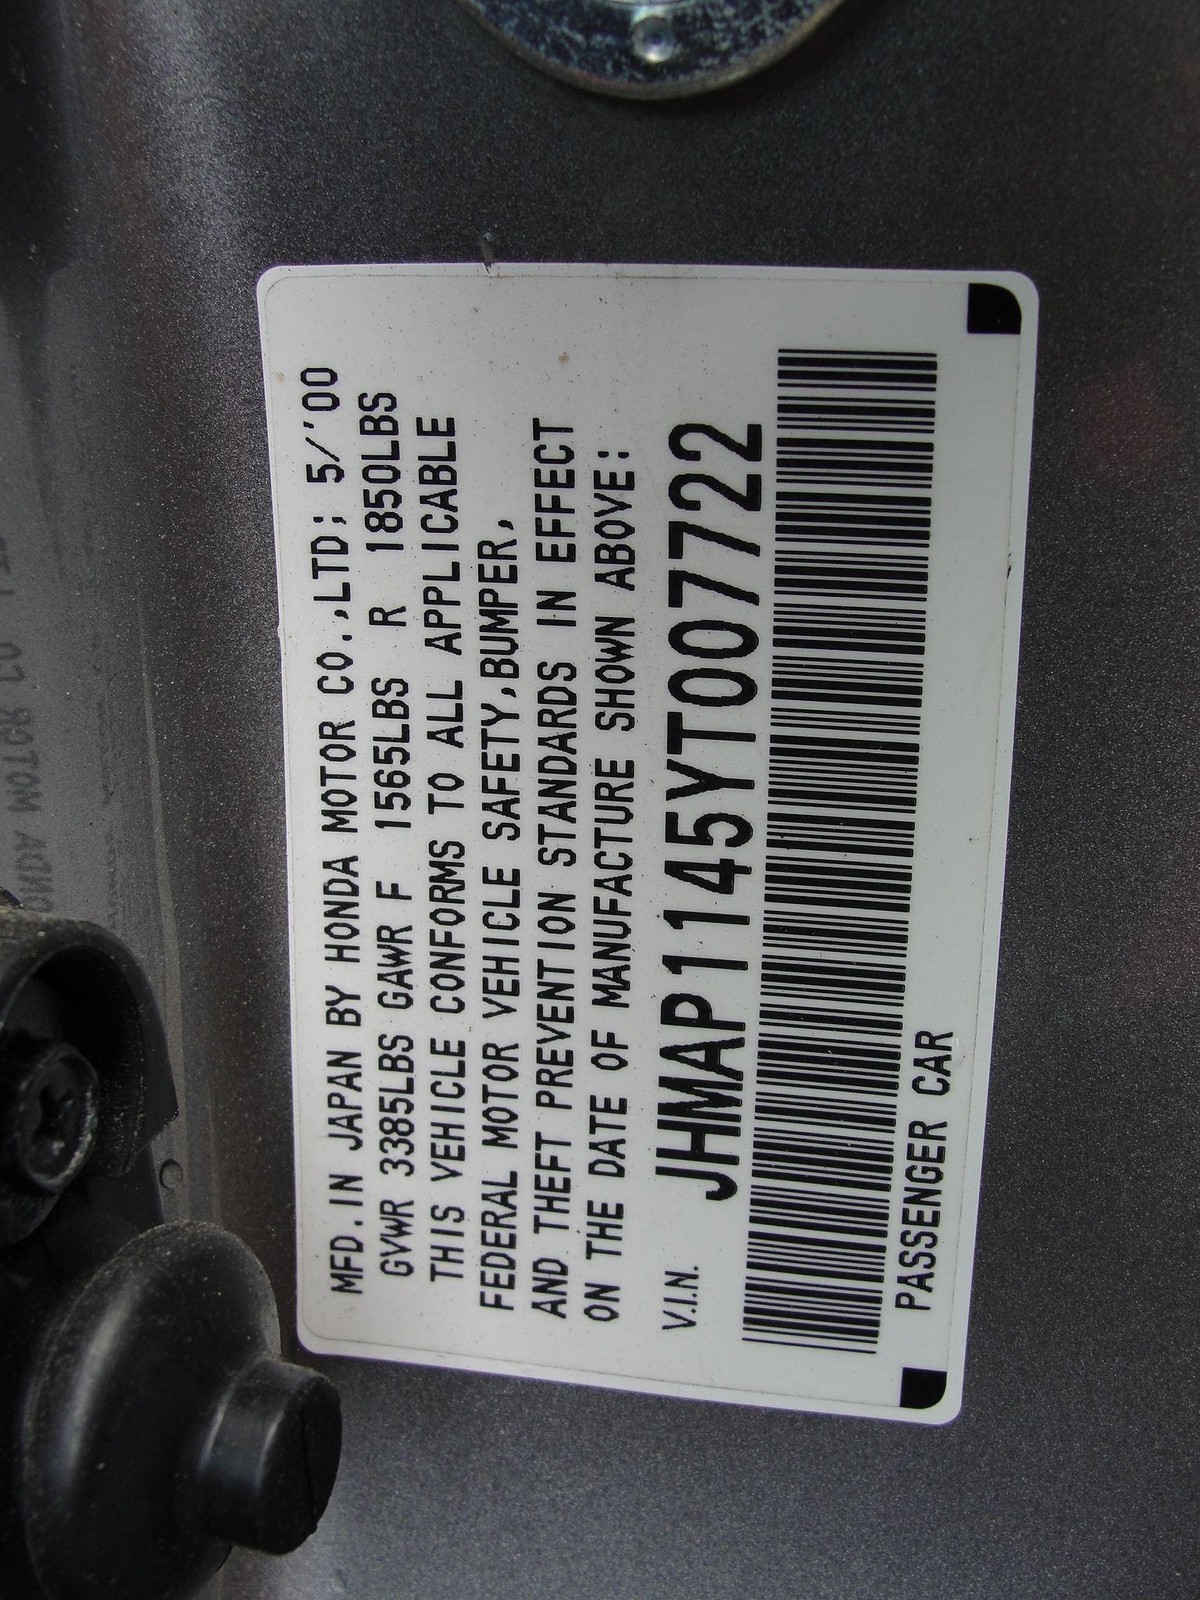 MFD.IN JAPAN BY HONDA MOTOR CO.,LTD; 5/'00
GVWR 3385LBS GAWR F 1565LBS R 1850LBS
THIS VEHICLE CONFORMS TO ALL APPLICABLE
FEDERAL MOTOR VEHICLE SAFETY,BUMPER,
AND THEFT PREVENTION STANDARDS IN EFFECT
ON THE DATE OF MANUFACTURE SHOWN ABOVE:
V.I.N. JHMAP1145YT007722
PASSENGER CAR